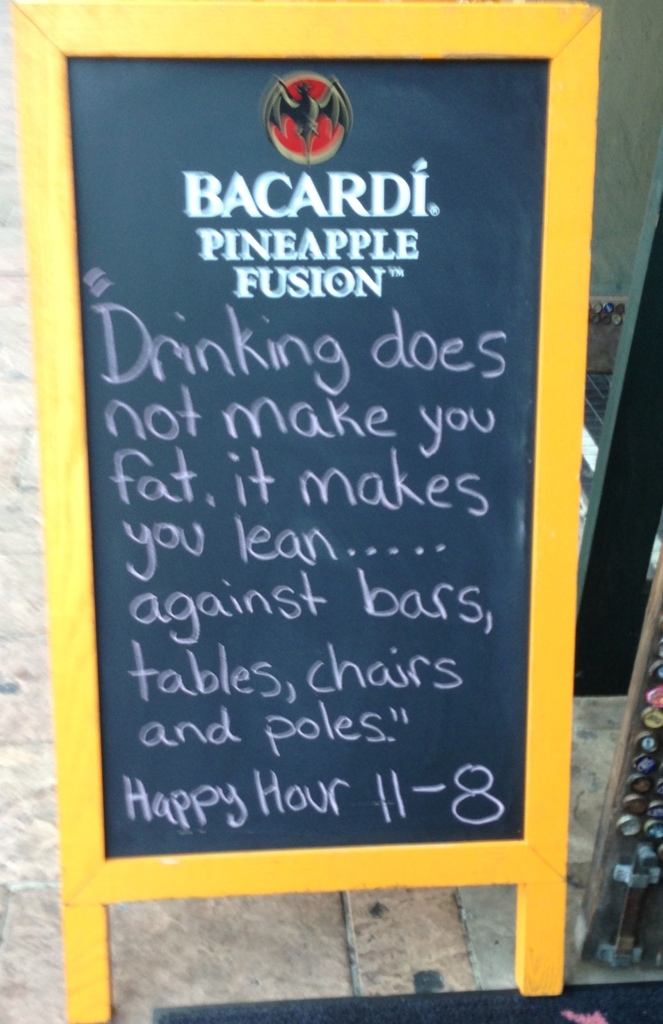 BACARDÍ®
PINEAPPLE
FUSION™
"Drinking does
not make you
fat. it makes
you lean.....
against bars,
tables, chairs
and poles."
Happy Hour 11-8